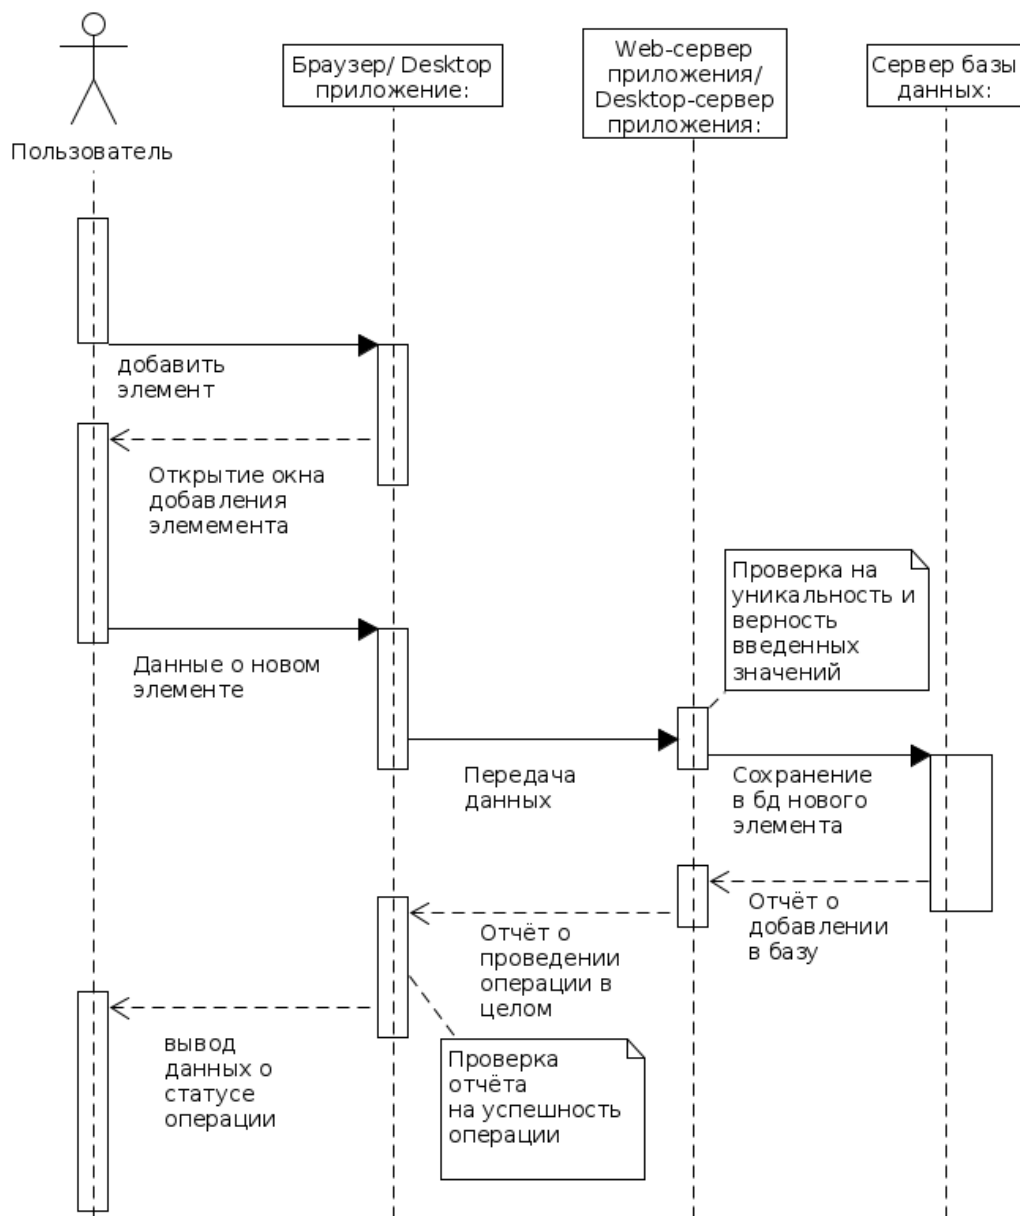 Пользователь
Браузер/ Desktop
приложение:
Web-сервер
приложения/
Desktop-сервер
приложения:
Сервер базы
данных:
добавить
элемент
Открытие окна
добавления
элемемента
Проверка на
уникальность и
верность
введенных
значений
Данные о новом
элементе
Передача
данных
Сохранение
в бд нового
элемента
Отчёт о
добавлении
в базу
Отчёт о
проведении
операции в
целом
вывод
данных о
статусе
операции
Проверка
отчёта
на успешность
операции